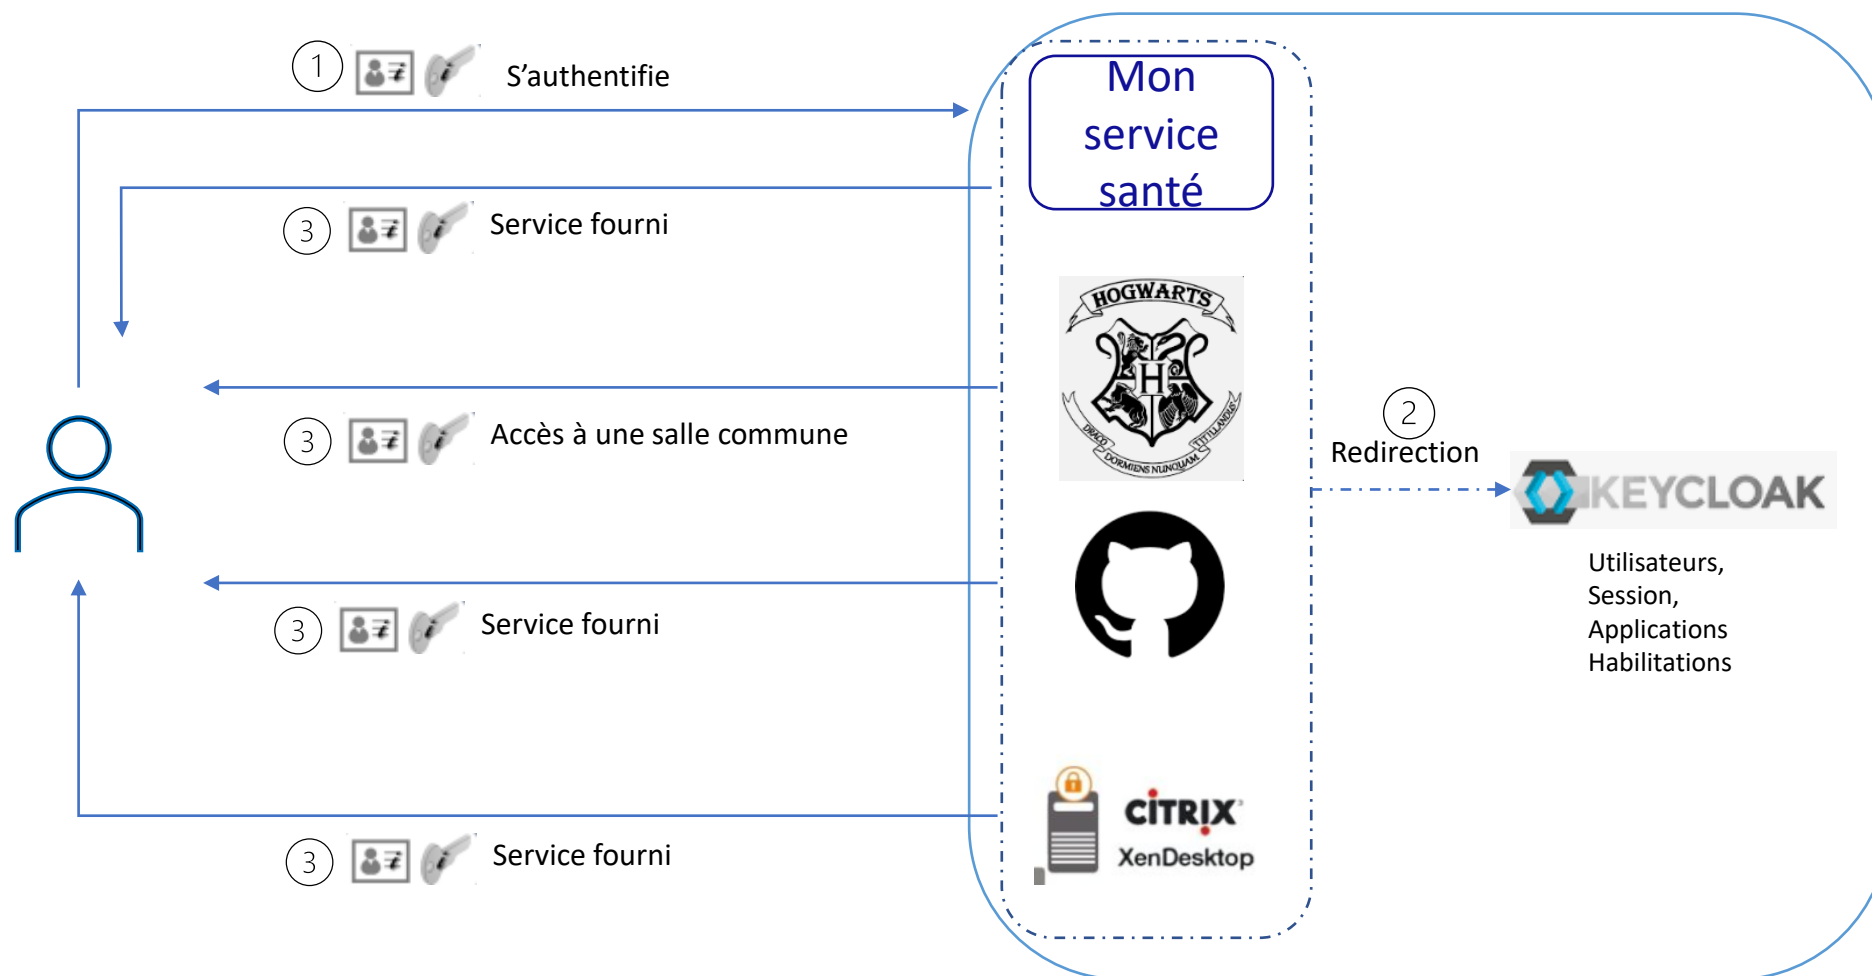 1
S’authentifie
Mon
service
santé
3
Service fourni
HOGWARTS
H
DRACO
DORMIENS NUNQUAM
TITILLANDUS
3
Accès à une salle commune
2
Redirection
KEYCLOAK
Utilisateurs,
Session,
Applications
Habilitations
3
Service fourni
CITRIX
XenDesktop
3
Service fourni